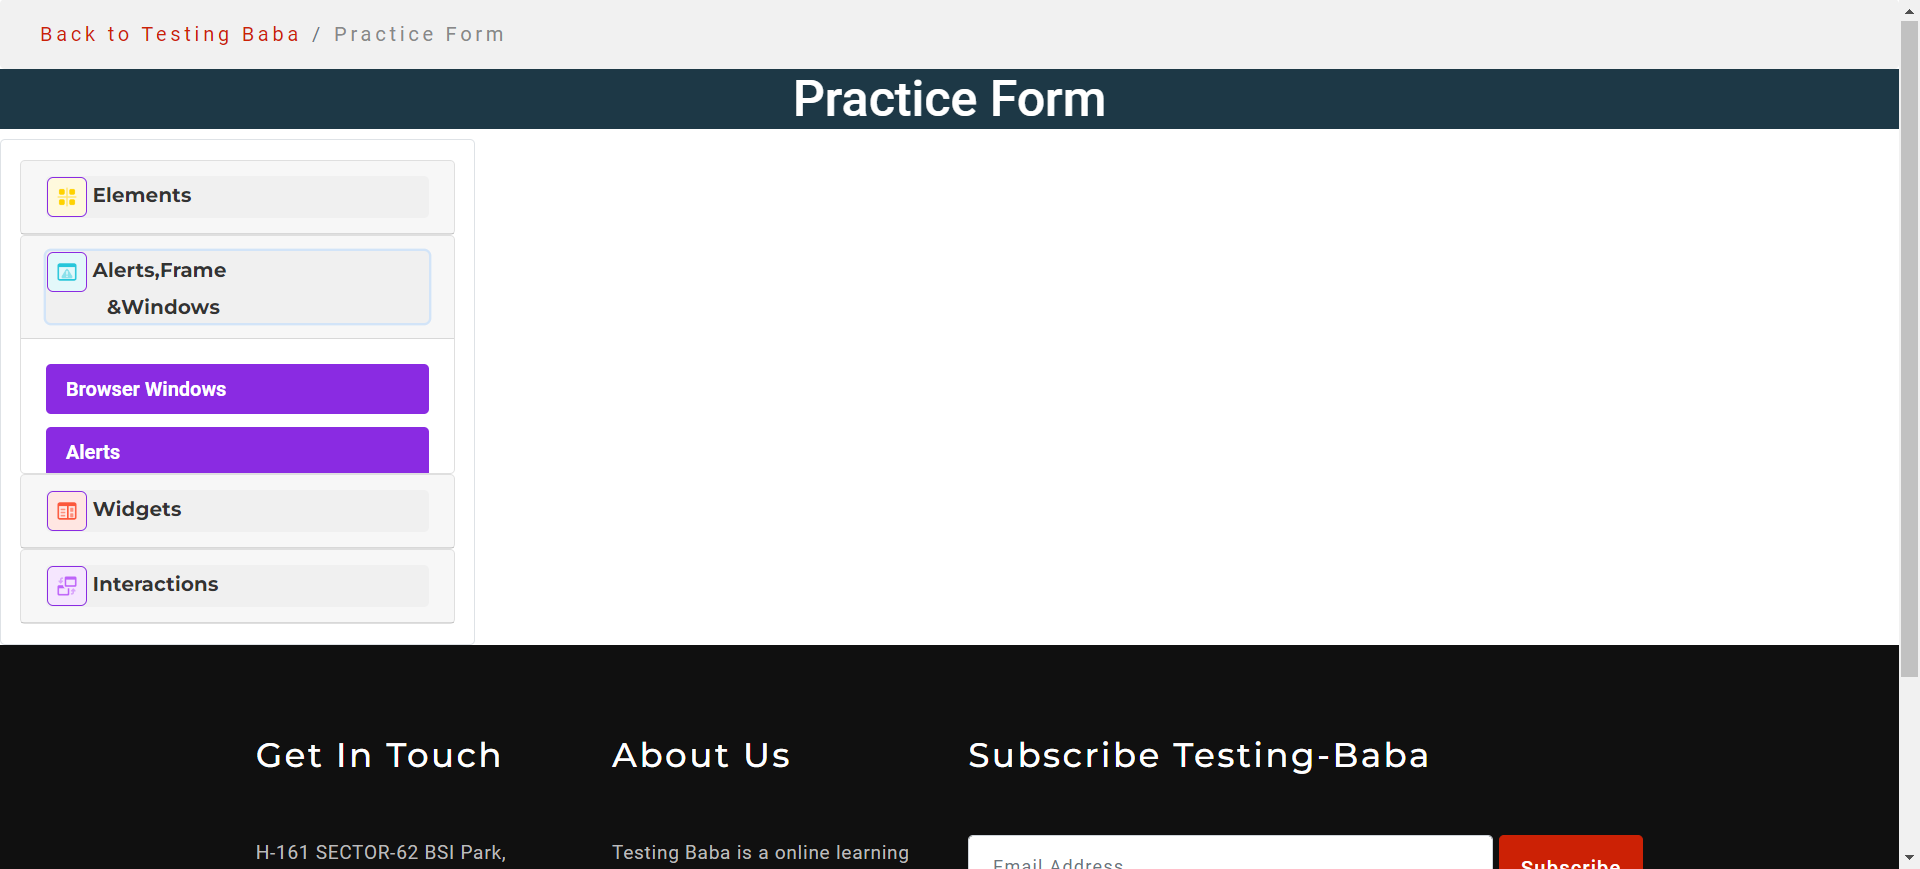 Back to Testing Baba / Practice Form
Practice Form
Elements
Alerts,Frame
&Windows
Browser Windows
Alerts
Widgets
Interactions
Get In Touch
About Us
Subscribe Testing-Baba
H-161 SECTOR-62 BSI Park,
Testing Baba is a online learning
Email Address
Subscribe